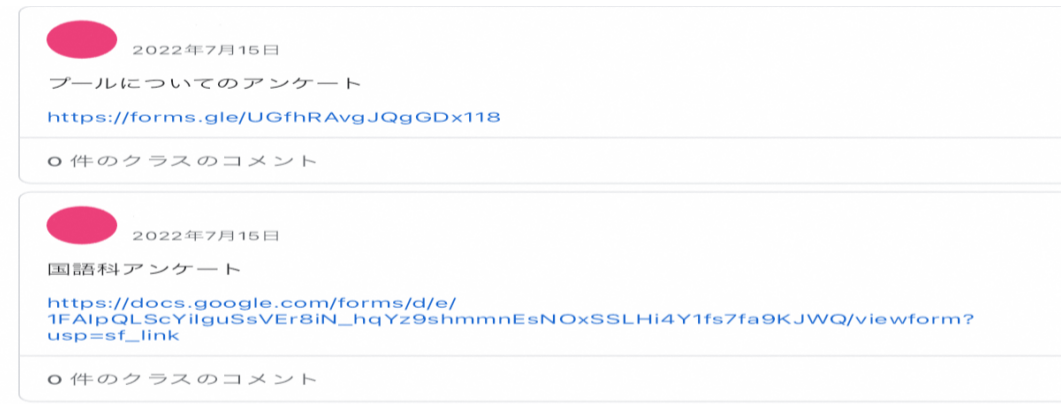 2022年7月15日
プールについてのアンケート
https://forms.gle/UGfhRAvgJQgGDx118
0 件のクラスのコメント
2022年7月15日
国語科アンケート
https://docs.google.com/forms/d/e/
1FAIpQLScYiIguSsVEr8iN_hqYz9shmmnEsNOxSSLHi4Y1fs7fa9KJWQ/viewform?
usp=sf_link
0 件のクラスのコメント